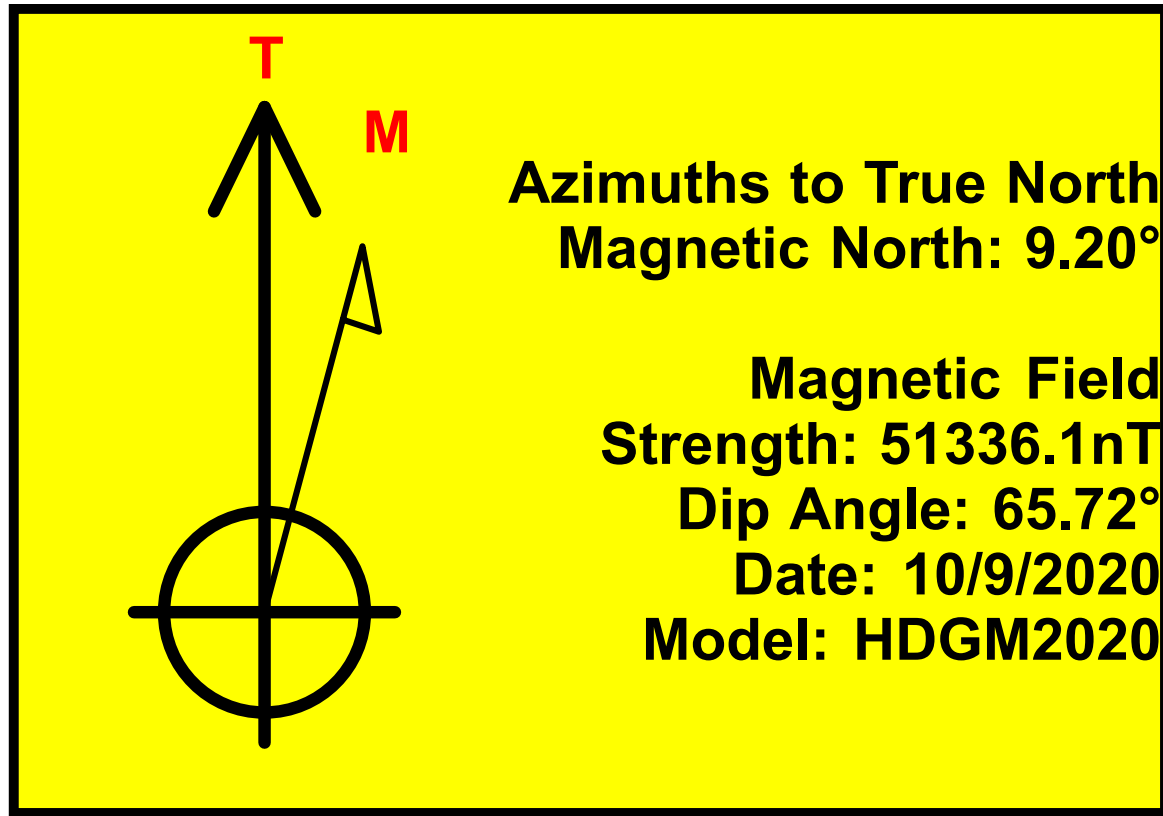 T
M
Azimuths to True North
Magnetic North: 9.20°
Magnetic Field
Strength: 51336.1nT
Dip Angle: 65.72°
Date: 10/9/2020
Model: HDGM2020